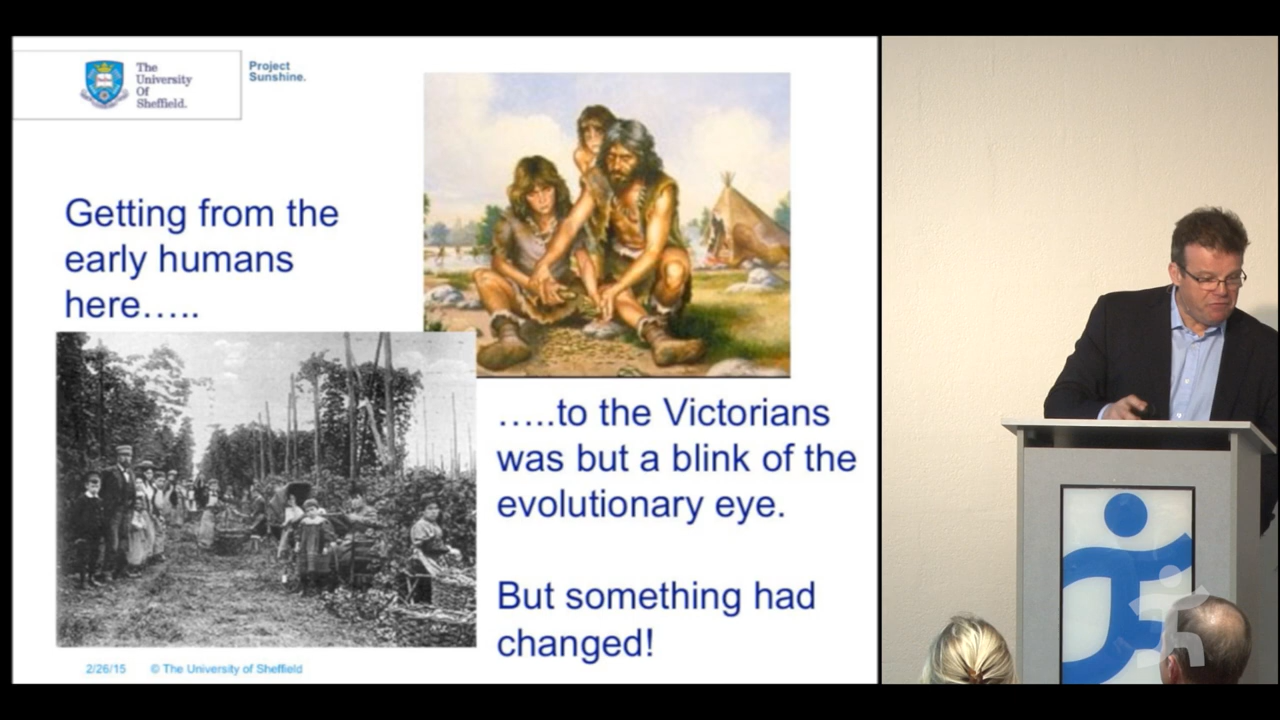 The
University
Of
Sheffield.
Project
Sunshine.
Getting from the
early humans
here.....
.....to the Victorians
was but a blink of the
evolutionary eye.
But something had
changed!
2/26/15 © The University of Sheffield